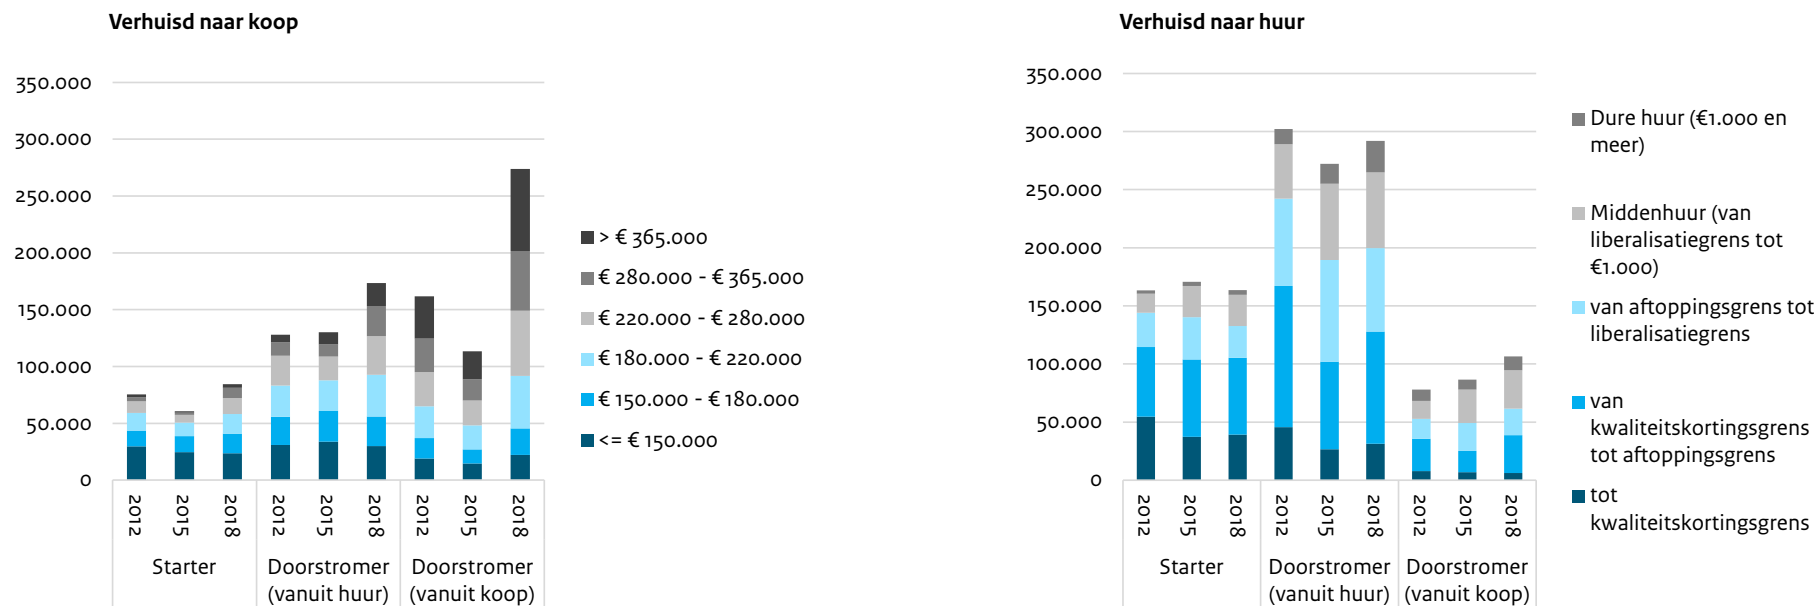 Verhuisd naar koop
350.000
300.000
250.000
200.000
150.000
100.000
50.000
0
2012
2015
2018
2012
2015
2018
2012
2015
2018
Starter
Doorstromer
(vanuit huur)
Doorstromer
(vanuit koop)
> € 365.000
€ 280.000 - € 365.000
€ 220.000 - € 280.000
€ 180.000 - € 220.000
€ 150.000 - € 180.000
<= € 150.000
Verhuisd naar huur
350.000
300.000
250.000
200.000
150.000
100.000
50.000
0
2012
2015
2018
2012
2015
2018
2012
2015
2018
Starter
Doorstromer
(vanuit huur)
Doorstromer
(vanuit koop)
Dure huur (€1.000 en
meer)
Middenhuur (van
liberalisatiegrens tot
€1.000)
van aftoppingsgrens tot
liberalisatiegrens
van
kwaliteitskortingsgrens
tot aftoppingsgrens
tot
kwaliteitskortingsgrens